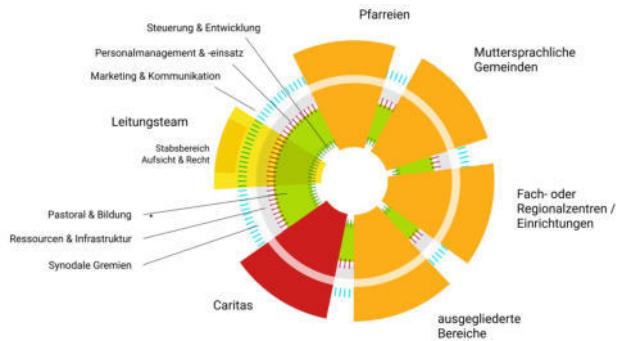 Pfarreien
Steuerung & Entwicklung
Personalmanagement & -einsatz
Marketing & Kommunikation
Muttersprachliche
Gemeinden
Leitungsteam
Stabsbereich
Aufsicht & Recht
Fach- oder
Regionalzentren /
Einrichtungen
Pastoral & Bildung
Ressourcen & Infrastruktur
Synodale Gremien
Caritas
ausgegliederte
Bereiche